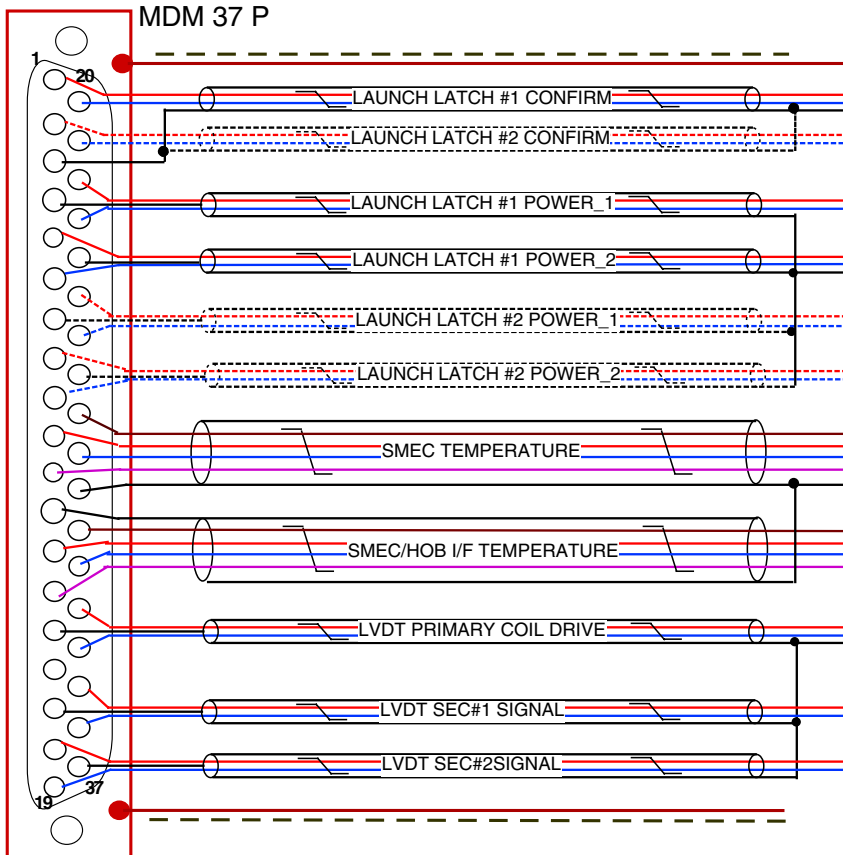 MDM 37 P
1
20
LAUNCH LATCH #1 CONFIRM
LAUNCH LATCH #2 CONFIRM
LAUNCH LATCH #1 POWER_1
LAUNCH LATCH #1 POWER_2
LAUNCH LATCH #2 POWER_1
LAUNCH LATCH #2 POWER_2
SMEC TEMPERATURE
SMEC/HOB I/F TEMPERATURE
LVDT PRIMARY COIL DRIVE
LVDT SEC#1 SIGNAL
LVDT SEC#2SIGNAL
37
19